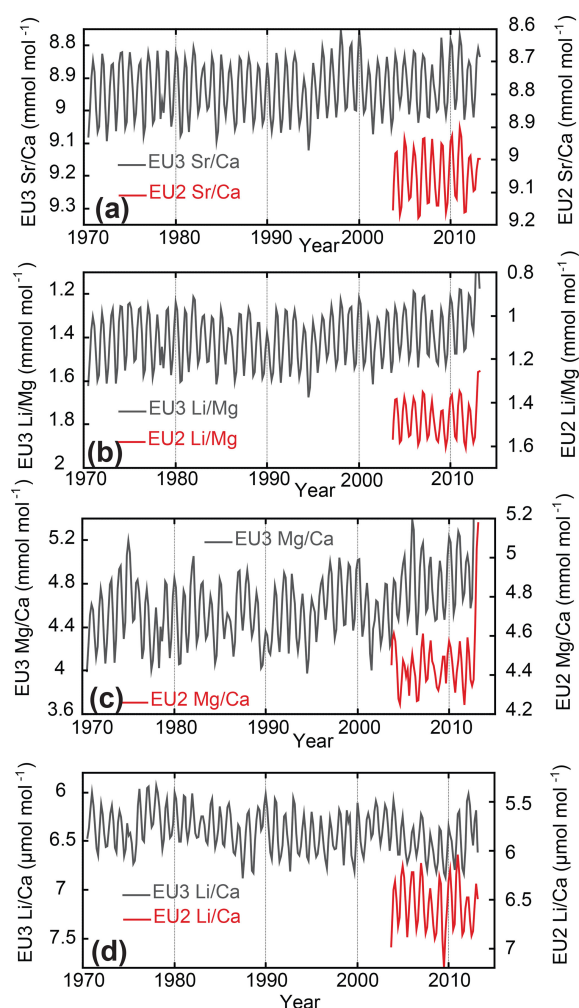 EU3 Sr/Ca (mmol mol⁻¹)
8.8
8.9
9
9.1
9.2
9.3
8.6
8.7
8.8
8.9
9
9.1
9.2
EU2 Sr/Ca (mmol mol⁻¹)
EU3 Sr/Ca
EU2 Sr/Ca
(a)
1970 1980 1990 2000 2010
Year
EU3 Li/Mg (mmol mol⁻¹)
1.2
1.4
1.6
1.8
2
0.8
1
1.2
1.4
1.6
EU2 Li/Mg (mmol mol⁻¹)
EU3 Li/Mg
EU2 Li/Mg
(b)
1970 1980 1990 2000 2010
Year
EU3 Mg/Ca (mmol mol⁻¹)
5.2
4.8
4.4
4
3.6
5.2
5
4.8
4.6
4.4
4.2
EU2 Mg/Ca (mmol mol⁻¹)
EU3 Mg/Ca
(c)
EU2 Mg/Ca
1970 1980 1990 2000 2010
Year
EU3 Li/Ca (μmol mol⁻¹)
6
6.5
7
7.5
5.5
6
6.5
7
EU2 Li/Ca (μmol mol⁻¹)
EU3 Li/Ca
EU2 Li/Ca
(d)
1970 1980 1990 2000 2010
Year